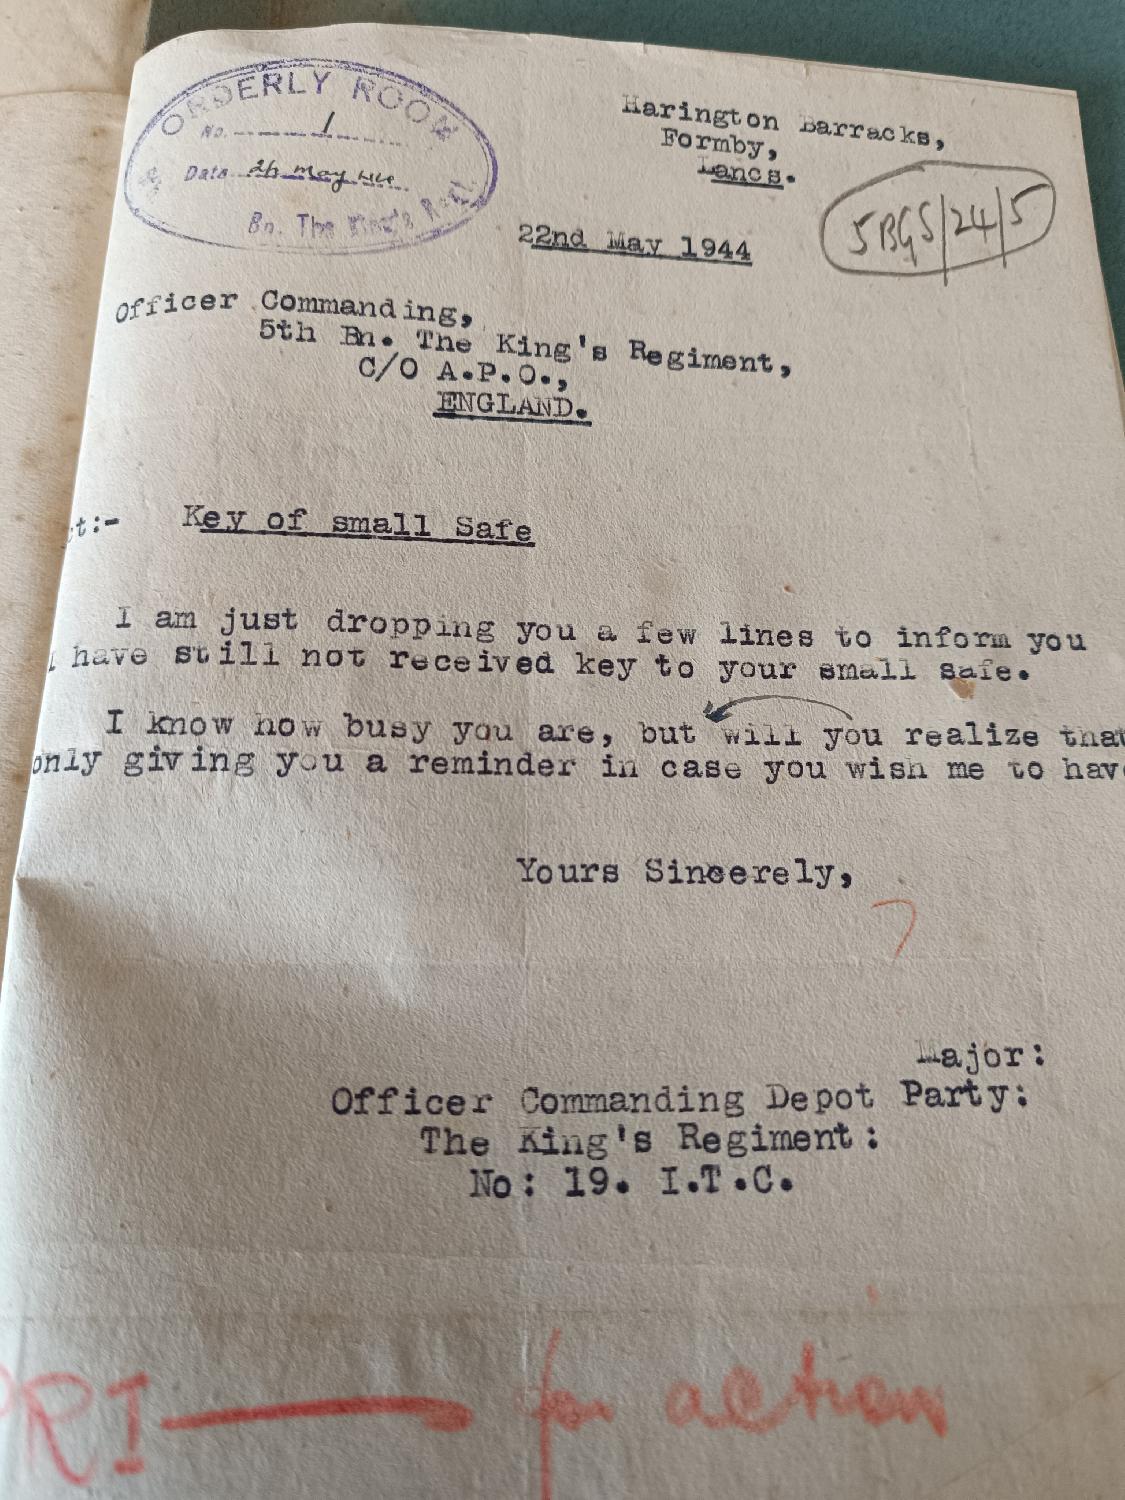 ORDERLY ROOM
No. 1
Date 26 May
Bn. The King's Regt
Harington Barracks,
Formby,
Lancs.
5BGS/24/5
22nd May 1944
Officer Commanding,
5th Bn. The King's Regiment,
C/O A.P.O.,
ENGLAND.
t:- Key of small Safe
I am just dropping you a few lines to inform you
I have still not received key to your small safe.
I know how busy you are, but will you realize that
only giving you a reminder in case you wish me to have
Yours Sincerely,
Major:
Officer Commanding Depot Party:
The King's Regiment:
No: 19. I.T.C.
PRI — for action